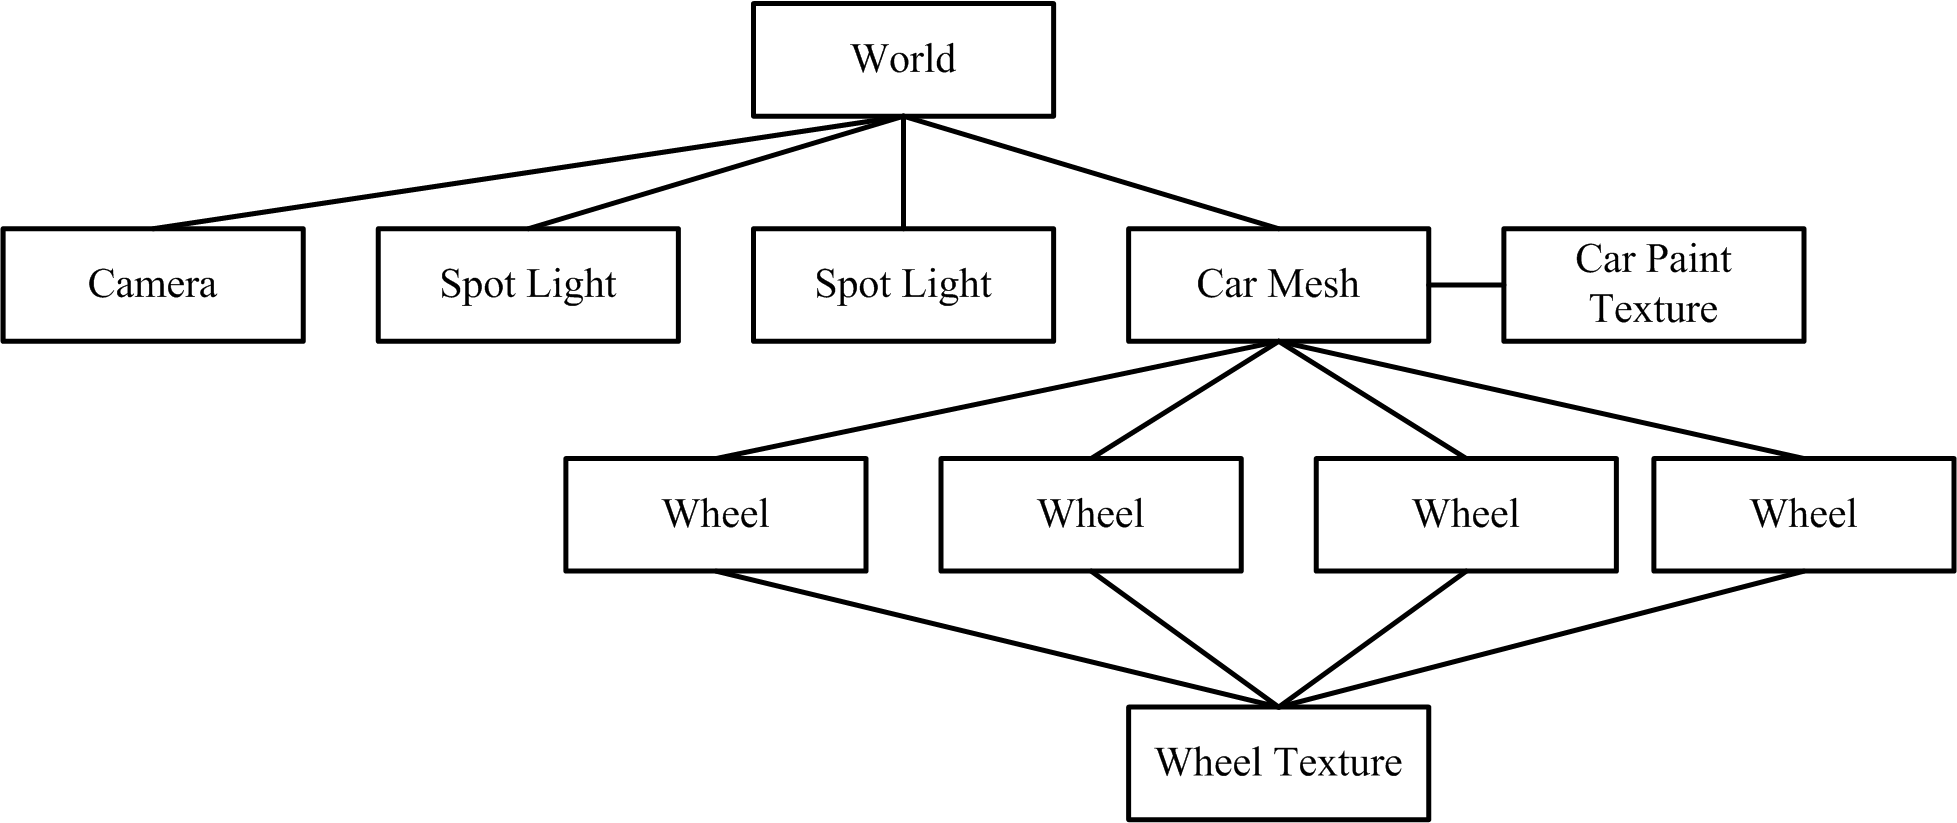 World
Camera
Spot Light
Spot Light
Car Mesh
Car Paint
Texture
Wheel
Wheel
Wheel
Wheel
Wheel Texture